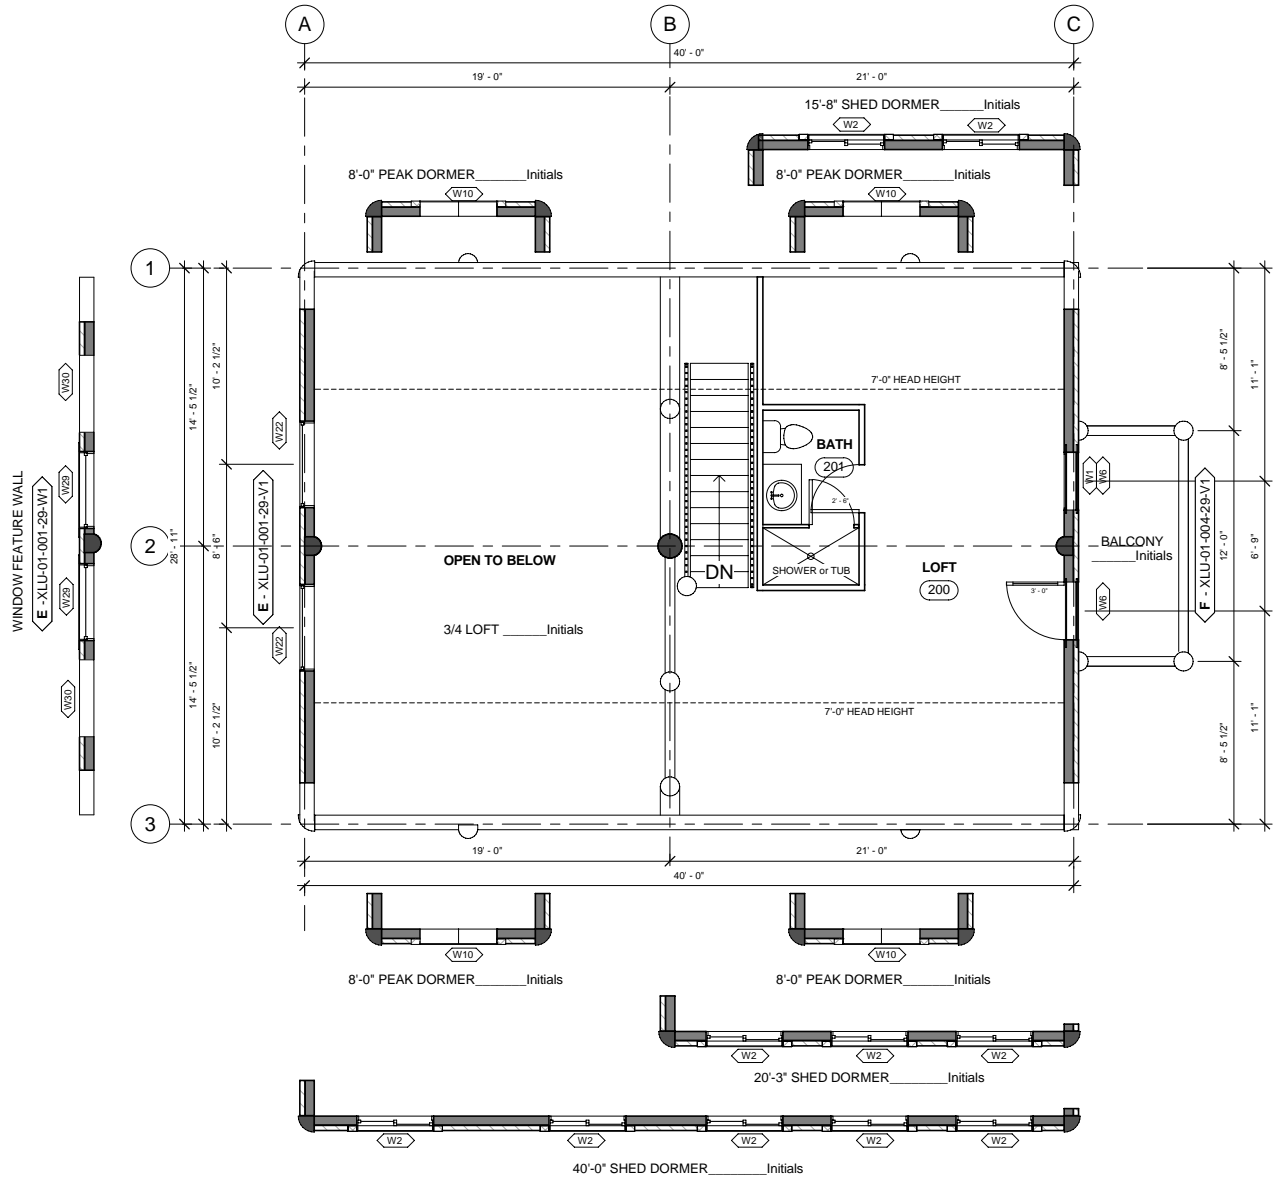 A
B
C
40' - 0"
19' - 0"
21' - 0"
15'-8" SHED DORMER______Initials
W2
W2
8'-0" PEAK DORMER_______Initials
8'-0" PEAK DORMER_______Initials
W10
W10
1
2
3
14' - 5 1/2"
14' - 5 1/2"
28' - 11"
10' - 2 1/2"
8' - 6"
10' - 2 1/2"
WINDOW FEATURE WALL
E - XLU-01-001-29-W1
W30
W29
W29
W30
E - XLU-01-001-29-V1
W22
W22
7'-0" HEAD HEIGHT
BATH
201
2' - 6"
SHOWER or TUB
DN
OPEN TO BELOW
3/4 LOFT ______Initials
LOFT
200
3' - 0"
7'-0" HEAD HEIGHT
W1
W6
W6
BALCONY
______Initials
F - XLU-01-004-29-V1
8' - 5 1/2"
12' - 0"
8' - 5 1/2"
11' - 1"
6' - 9"
11' - 1"
19' - 0"
21' - 0"
40' - 0"
W10
W10
8'-0" PEAK DORMER_______Initials
8'-0" PEAK DORMER_______Initials
W2
W2
W2
20'-3" SHED DORMER________Initials
W2
W2
W2
W2
W2
40'-0" SHED DORMER________Initials